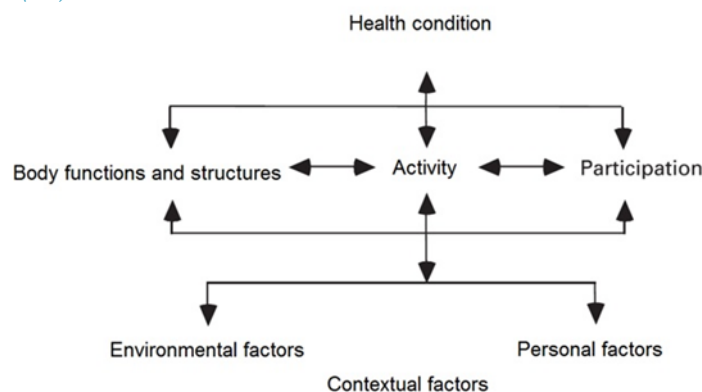 Health condition
Body functions and structures Activity Participation
Environmental factors Personal factors
Contextual factors